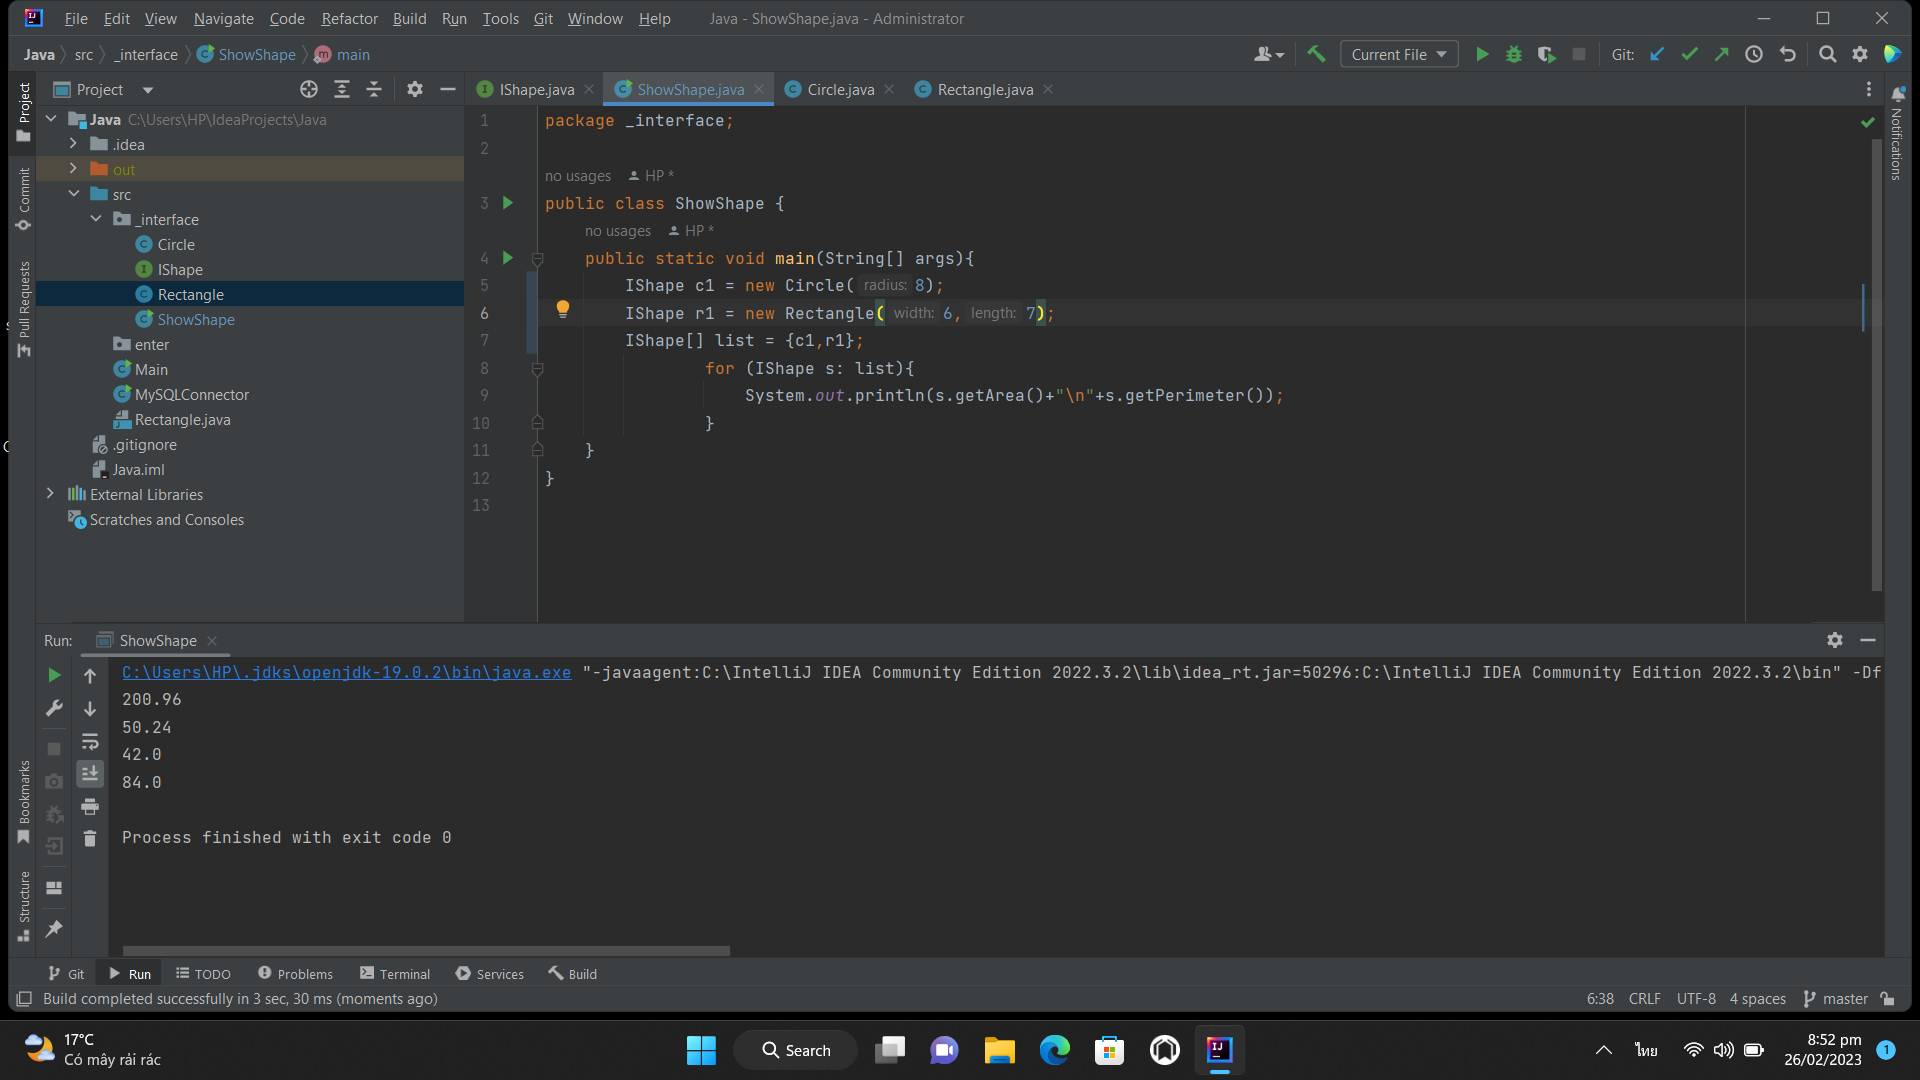 File Edit View Navigate Code Refactor Build Run Tools Git Window Help Java - ShowShape.java - Administrator
Java src _interface ShowShape main
Current File Git:
Project
IShape.java ShowShape.java Circle.java Rectangle.java
Java C:\Users\HP\IdeaProjects\Java
.idea
out
src
_interface
Circle
IShape
Rectangle
ShowShape
enter
Main
MySQLConnector
Rectangle.java
.gitignore
Java.iml
External Libraries
Scratches and Consoles
Project
Commit
Pull Requests
Bookmarks
Structure
Notifications
1 package _interface;
2
no usages HP *
3 public class ShowShape {
no usages HP *
4 public static void main(String[] args){
5 IShape c1 = new Circle( radius: 8);
6 IShape r1 = new Rectangle( width: 6, length: 7);
7 IShape[] list = {c1,r1};
8 for (IShape s: list){
9 System.out.println(s.getArea()+"\n"+s.getPerimeter());
10 }
11 }
12 }
13
Run: ShowShape
C:\Users\HP\.jdks\openjdk-19.0.2\bin\java.exe "-javaagent:C:\IntelliJ IDEA Community Edition 2022.3.2\lib\idea_rt.jar=50296:C:\IntelliJ IDEA Community Edition 2022.3.2\bin" -Df
200.96
50.24
42.0
84.0
Process finished with exit code 0
Git Run TODO Problems Terminal Services Build
Build completed successfully in 3 sec, 30 ms (moments ago) 6:38 CRLF UTF-8 4 spaces master
17°C
Có mây rải rác
Search
ไทย
8:52 pm
26/02/2023
1